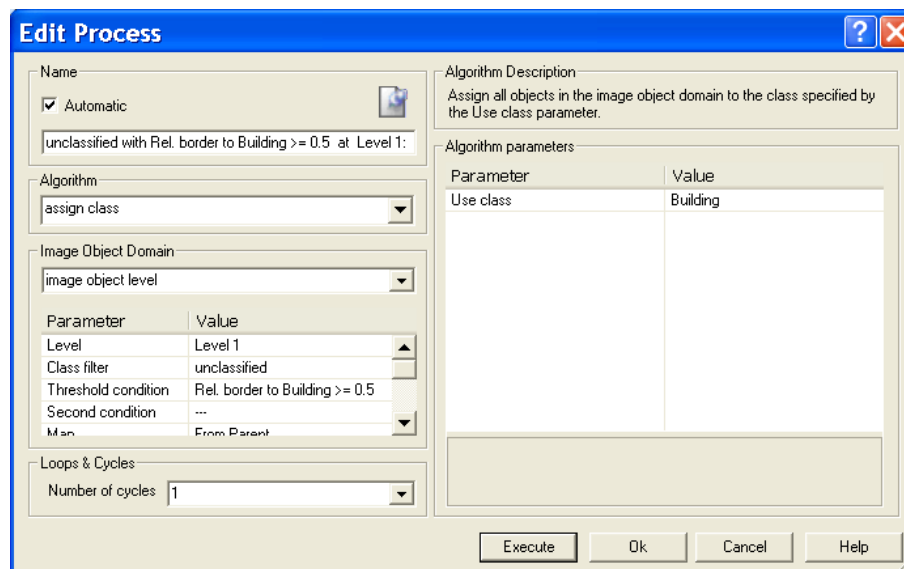 Edit Process
Name
Automatic
unclassified with Rel. border to Building >= 0.5 at Level 1:
Algorithm
assign class
Image Object Domain
image object level
Parameter Value
Level Level 1
Class filter unclassified
Threshold condition Rel. border to Building >= 0.5
Second condition ---
Map From Parent
Loops & Cycles
Number of cycles 1
Algorithm Description
Assign all objects in the image object domain to the class specified by
the Use class parameter.
Algorithm parameters
Parameter Value
Use class Building
Execute Ok Cancel Help